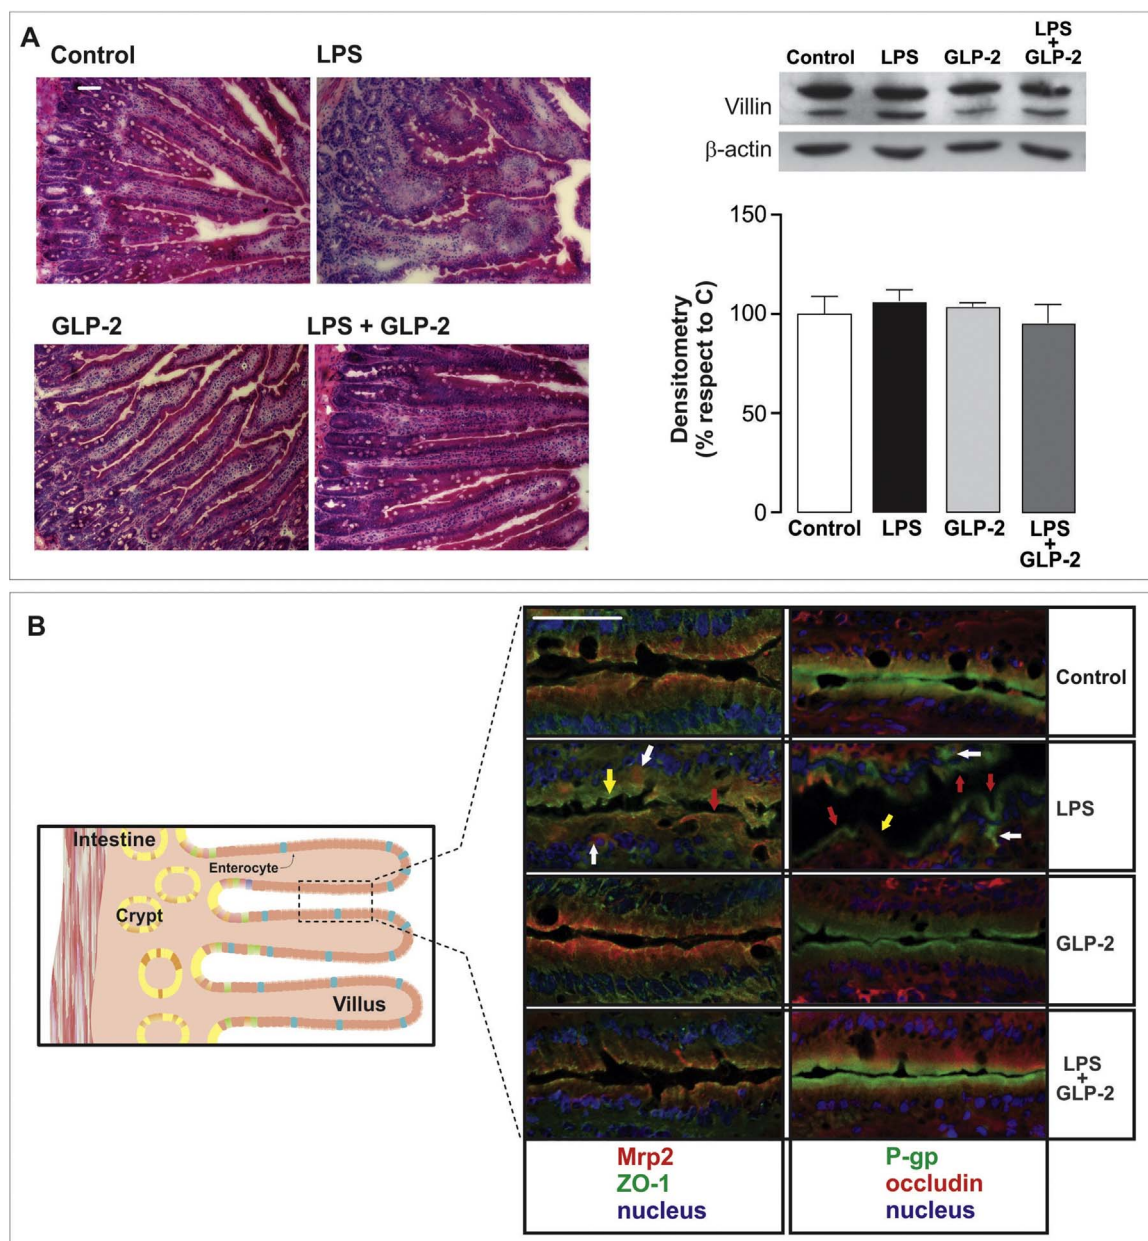 A
Control
LPS
GLP-2
LPS + GLP-2
Control
LPS
GLP-2
LPS
+
GLP-2
Villin
β-actin
Densitometry
(% respect to C)
150
100
50
0
Control
LPS
GLP-2
LPS
+
GLP-2
B
Intestine
Enterocyte
Crypt
Villus
Control
LPS
GLP-2
LPS
+
GLP-2
Mrp2
ZO-1
nucleus
P-gp
occludin
nucleus